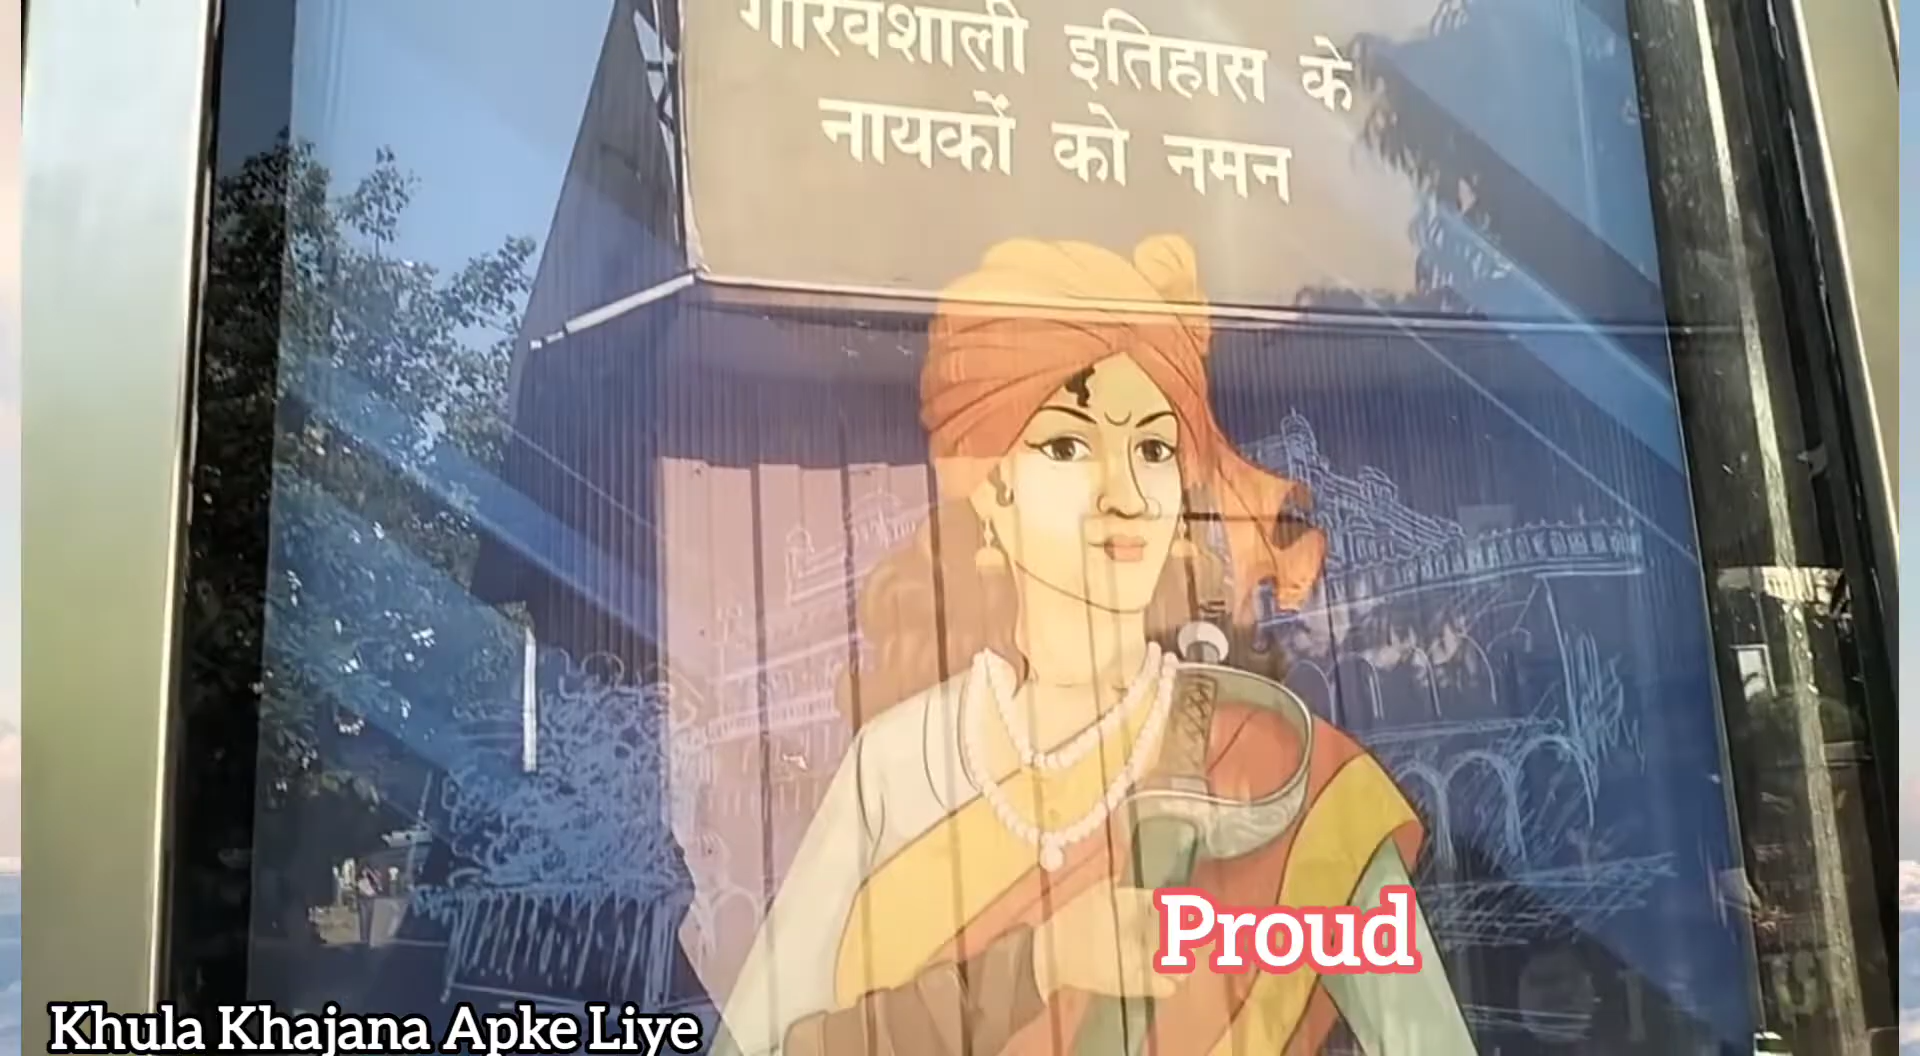 गौरवशाली इतिहास के
नायकों को नमन
Proud
Khula Khajana Apke Liye